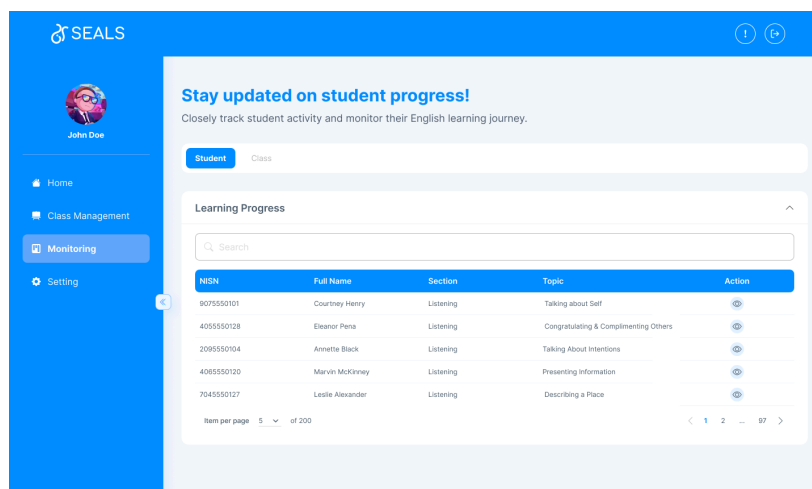 SEALS
John Doe
Home
Class Management
Monitoring
Setting
Stay updated on student progress!
Closely track student activity and monitor their English learning journey.
Student Class
Learning Progress
Search
NISN Full Name Section Topic Action
9075550101 Courtney Henry Listening Talking about Self
4055550128 Eleanor Pena Listening Congratulating & Complimenting Others
2095550104 Annette Black Listening Talking About Intentions
4065550120 Marvin McKinney Listening Presenting Information
7045550127 Leslie Alexander Listening Describing a Place
Item per page 5 of 200 1 2 ... 97